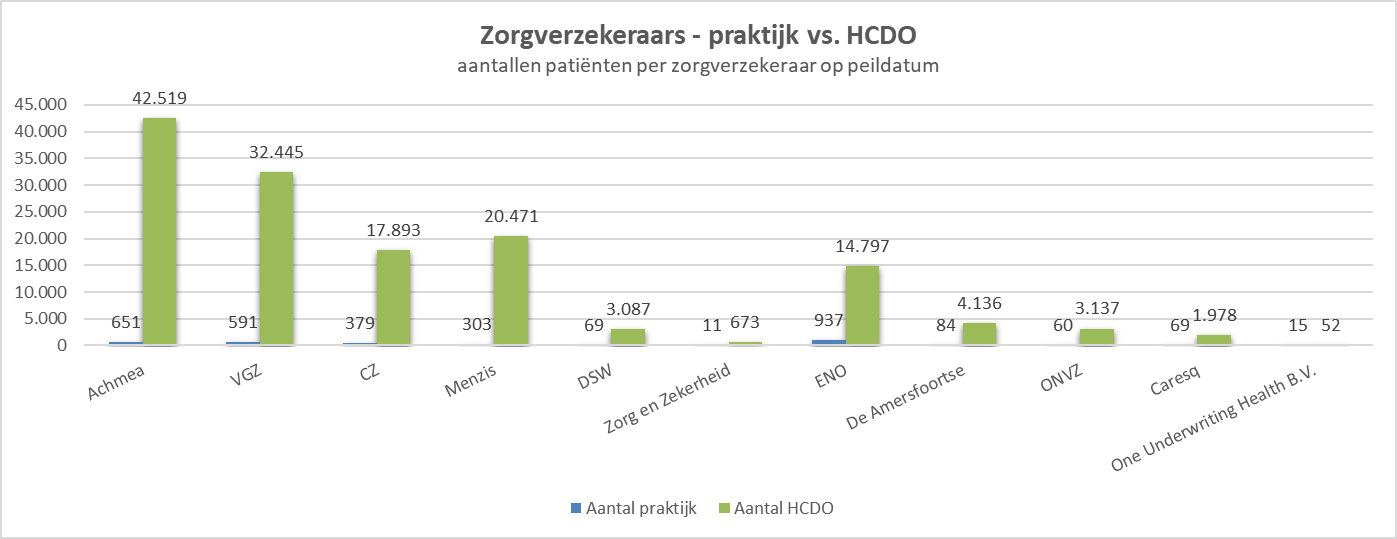 Zorgverzekeraars - praktijk vs. HCDO
aantallen patiënten per zorgverzekeraar op peildatum
45.000
40.000
35.000
30.000
25.000
20.000
15.000
10.000
5.000
0
651 42.519
591 32.445
379 17.893
303 20.471
69 3.087
11 673
937 14.797
84 4.136
60 3.137
69 1.978
15 52
Achmea
VGZ
CZ
Menzis
DSW
Zorg en Zekerheid
ENO
De Amersfoortse
ONVZ
Caresq
One Underwriting Health B.V.
Aantal praktijk Aantal HCDO